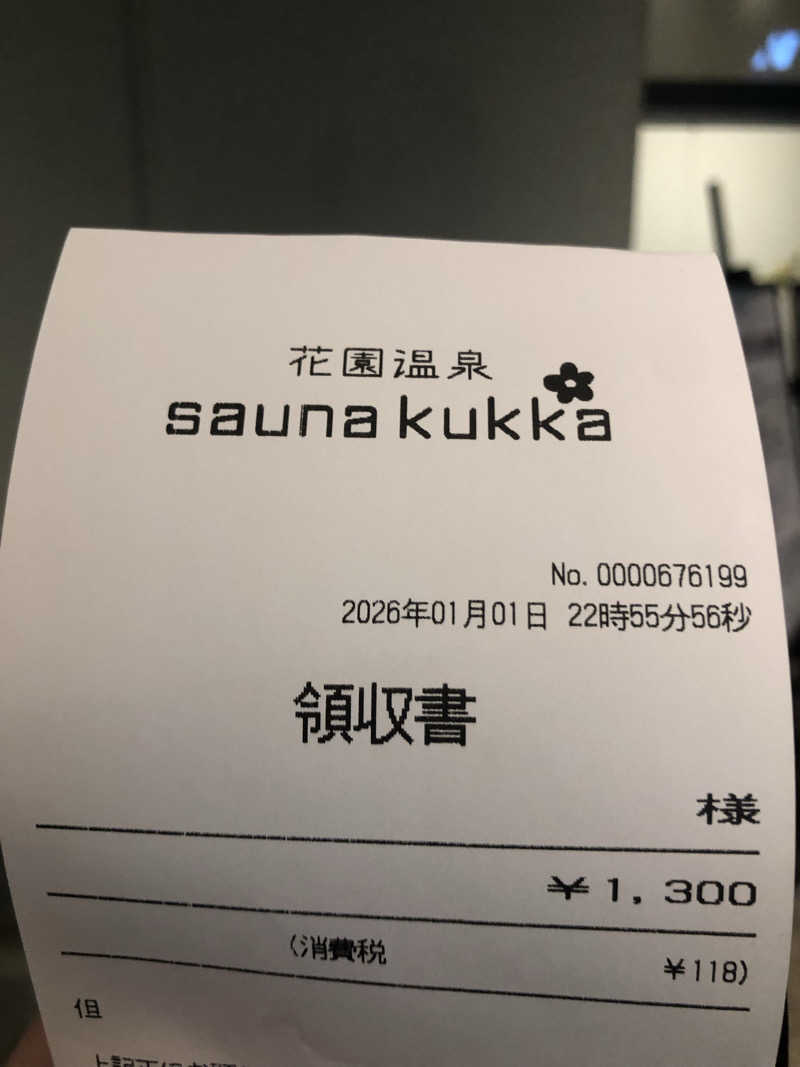 花園温泉
sauna kukka
No. 0000676199
2026年01月01日 22時55分56秒
領収書
様
￥1,300
(消費税 ￥118)
但